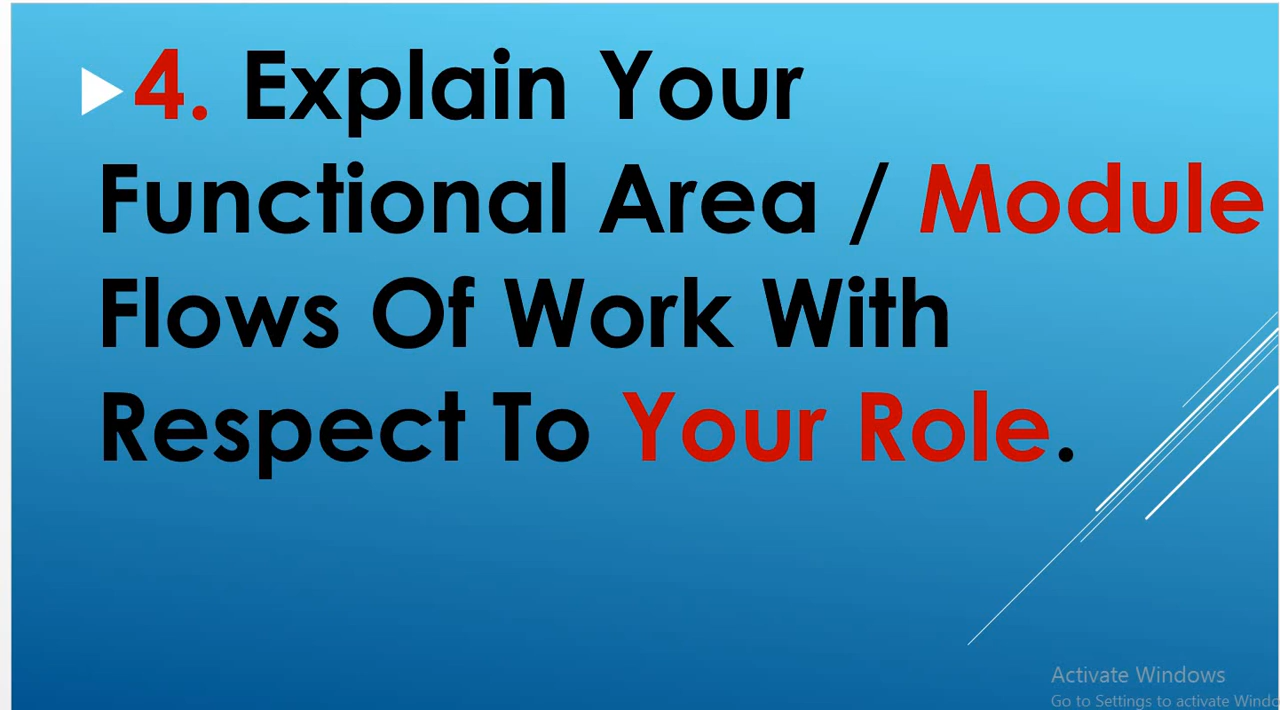 4. Explain Your
Functional Area / Module
Flows Of Work With
Respect To Your Role.
Activate Windows
Go to Settings to activate